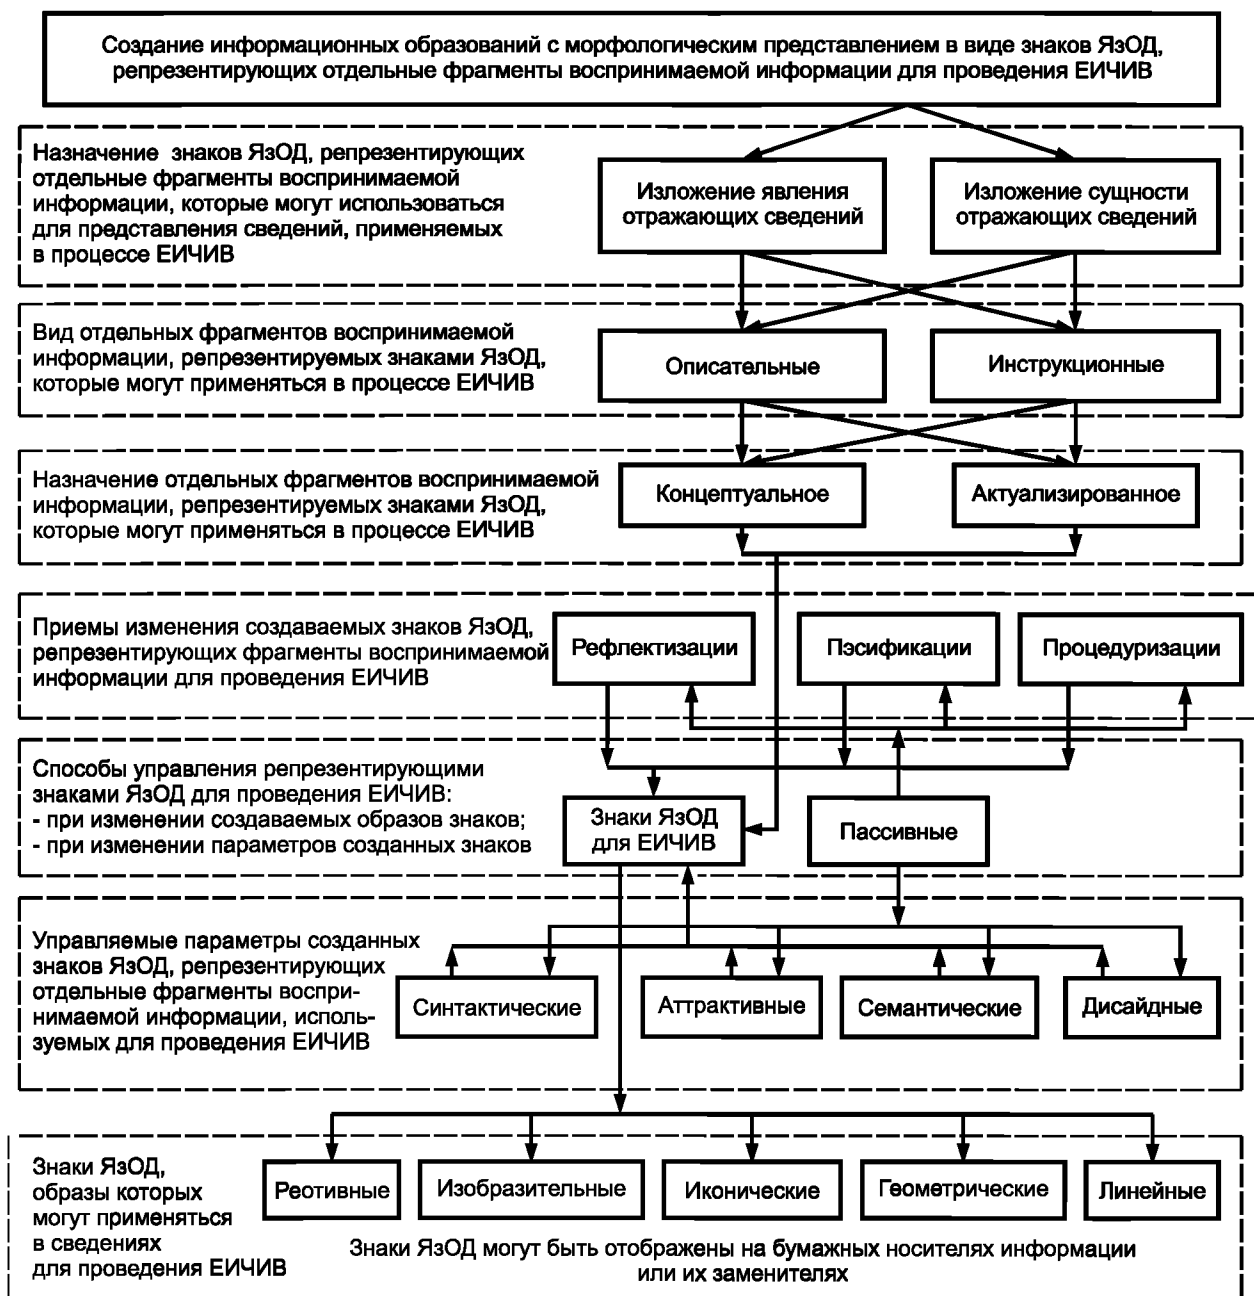 Создание информационных образований с морфологическим представлением в виде знаков ЯзОД,
репрезентирующих отдельные фрагменты воспринимаемой информации для проведения ЕИЧИВ
Назначение знаков ЯзОД, репрезентирующих
отдельные фрагменты воспринимаемой
информации, которые могут использоваться
для представления сведений, применяемых
в процессе ЕИЧИВ
Изложение явления
отражающих сведений
Изложение сущности
отражающих сведений
Вид отдельных фрагментов воспринимаемой
информации, репрезентируемых знаками ЯзОД,
которые могут применяться в процессе ЕИЧИВ
Описательные
Инструкционные
Назначение отдельных фрагментов воспринимаемой
информации, репрезентируемых знаками ЯзОД,
которые могут применяться в процессе ЕИЧИВ
Концептуальное
Актуализированное
Приемы изменения создаваемых знаков ЯзОД,
репрезентирующих фрагменты воспринимаемой
информации для проведения ЕИЧИВ
Рефлектизации
Пэсификации
Процедуризации
Способы управления репрезентирующими
знаками ЯзОД для проведения ЕИЧИВ:
- при изменении создаваемых образов знаков;
- при изменении параметров созданных знаков
Знаки ЯзОД
для ЕИЧИВ
Пассивные
Управляемые параметры созданных
знаков ЯзОД, репрезентирующих
отдельные фрагменты воспри-
нимаемой информации, исполь-
зуемых для проведения ЕИЧИВ
Синтактические
Аттрактивные
Семантические
Дисайдные
Знаки ЯзОД,
образы которых
могут применяться
в сведениях
для проведения ЕИЧИВ
Реотивные
Изобразительные
Иконические
Геометрические
Линейные
Знаки ЯзОД могут быть отображены на бумажных носителях информации
или их заменителях